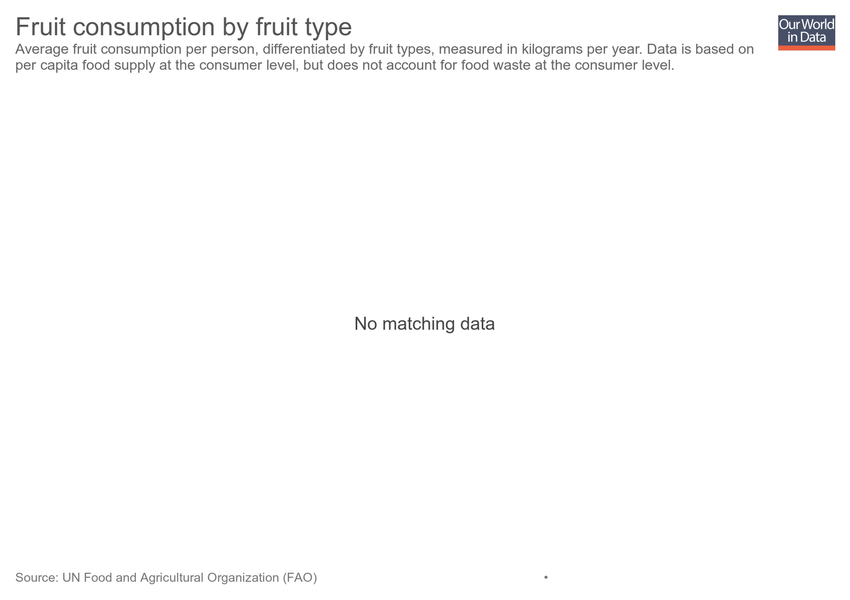 Fruit consumption by fruit type
Average fruit consumption per person, differentiated by fruit types, measured in kilograms per year. Data is based on
per capita food supply at the consumer level, but does not account for food waste at the consumer level.
Our World
in Data
No matching data
Source: UN Food and Agricultural Organization (FAO)
•